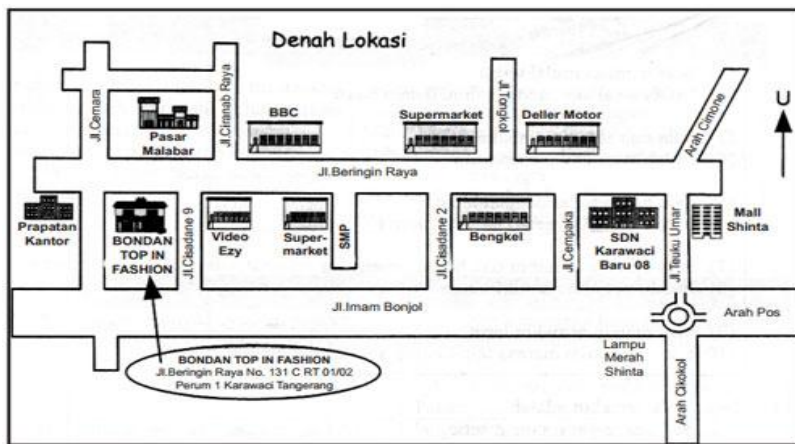 Denah Lokasi
Jl.Cemara
Jl.Ciranab Raya
Jl.Tongkol
Arah Cimone
U
Pasar
Malabar
BBC
Supermarket
Deller Motor
Jl.Beringin Raya
Prapatan
Kantor
BONDAN
TOP IN
FASHION
Jl.Cisadane 9
Video
Ezy
Super-
market
SMP
Jl.Cisadane 2
Bengkel
Jl.Cempaka
SDN
Karawaci
Baru 08
Jl.Teuku Umar
Mall
Shinta
Jl.Imam Bonjol
Arah Pos
Lampu
Merah
Shinta
Arah Cikokol
BONDAN TOP IN FASHION
Jl.Beringin Raya No. 131 C RT 01/02
Perum 1 Karawaci Tangerang